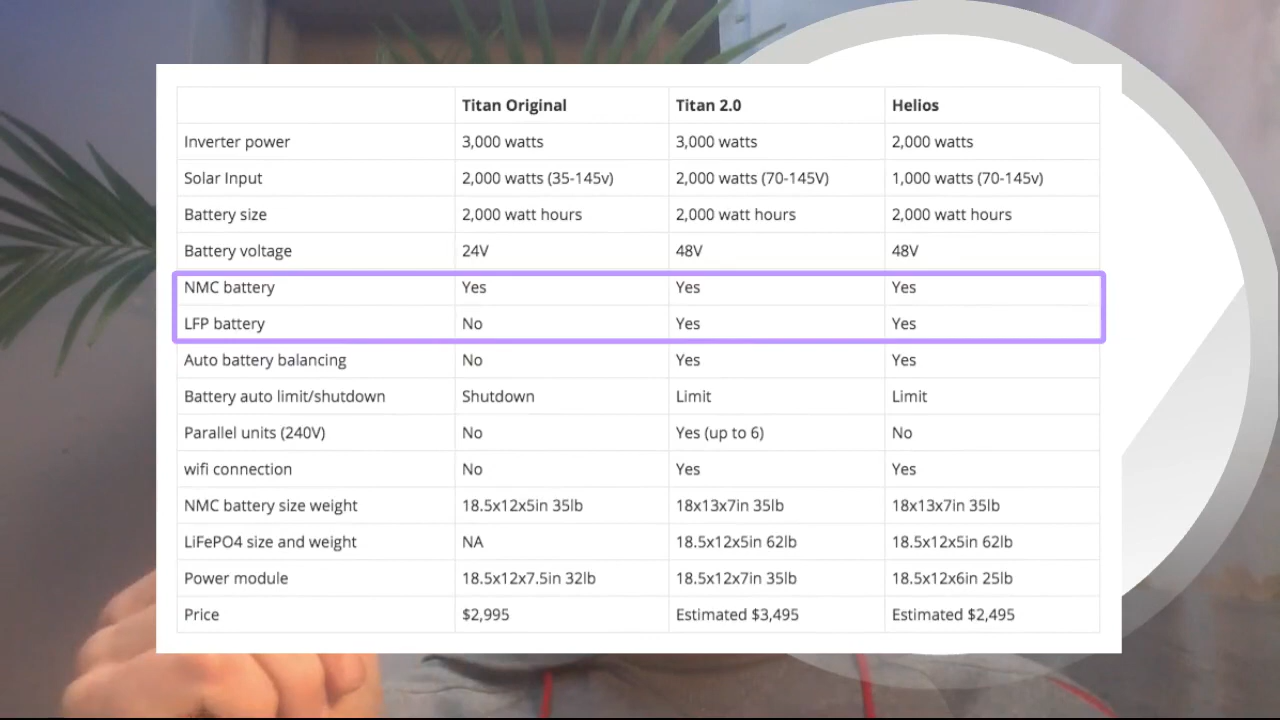 Titan Original Titan 2.0 Helios
Inverter power 3,000 watts 3,000 watts 2,000 watts
Solar Input 2,000 watts (35-145v) 2,000 watts (70-145V) 1,000 watts (70-145v)
Battery size 2,000 watt hours 2,000 watt hours 2,000 watt hours
Battery voltage 24V 48V 48V
NMC battery Yes Yes Yes
LFP battery No Yes Yes
Auto battery balancing No Yes Yes
Battery auto limit/shutdown Shutdown Limit Limit
Parallel units (240V) No Yes (up to 6) No
wifi connection No Yes Yes
NMC battery size weight 18.5x12x5in 35lb 18x13x7in 35lb 18x13x7in 35lb
LiFePO4 size and weight NA 18.5x12x5in 62lb 18.5x12x5in 62lb
Power module 18.5x12x7.5in 32lb 18.5x12x7in 35lb 18.5x12x6in 25lb
Price $2,995 Estimated $3,495 Estimated $2,495